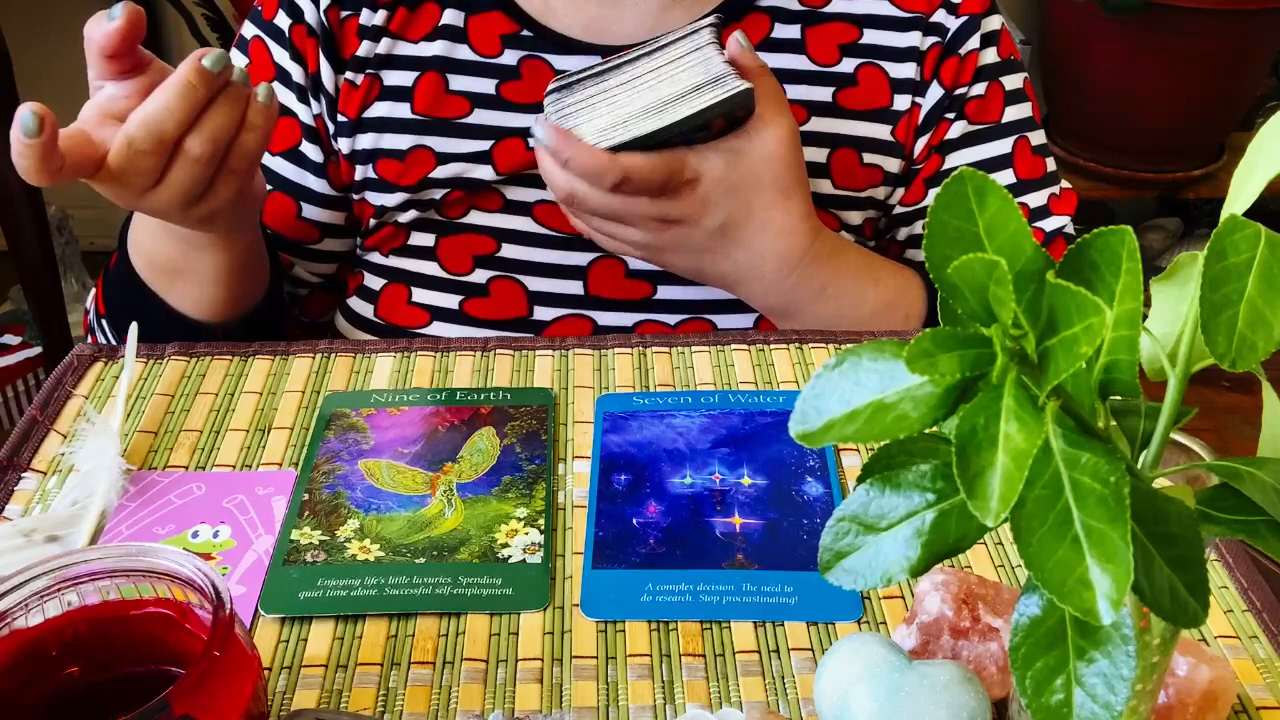 Nine of Earth
Enjoying life's little luxuries. Spending
quiet time alone. Successful self-employment.
Seven of Water
A complex decision. The need to
do research. Stop procrastinating!